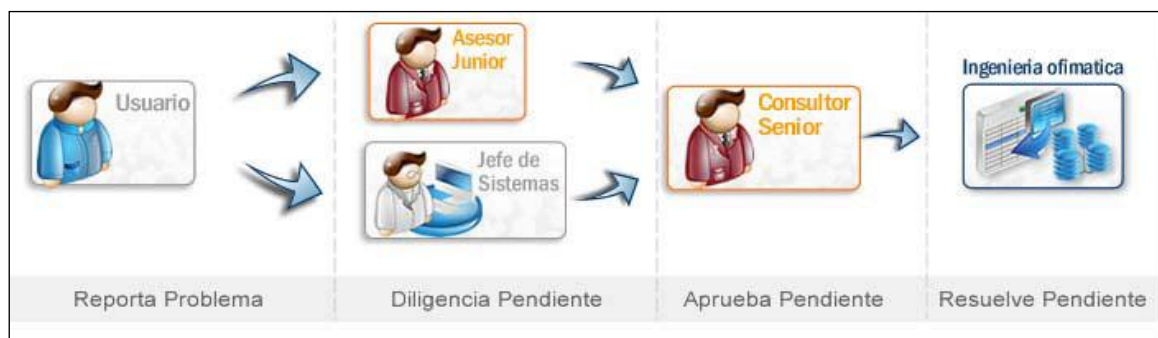 Usuario
Asesor
Junior
Jefe de
Sistemas
Consultor
Senior
Ingenieria ofimatica
Reporta Problema
Diligencia Pendiente
Aprueba Pendiente
Resuelve Pendiente